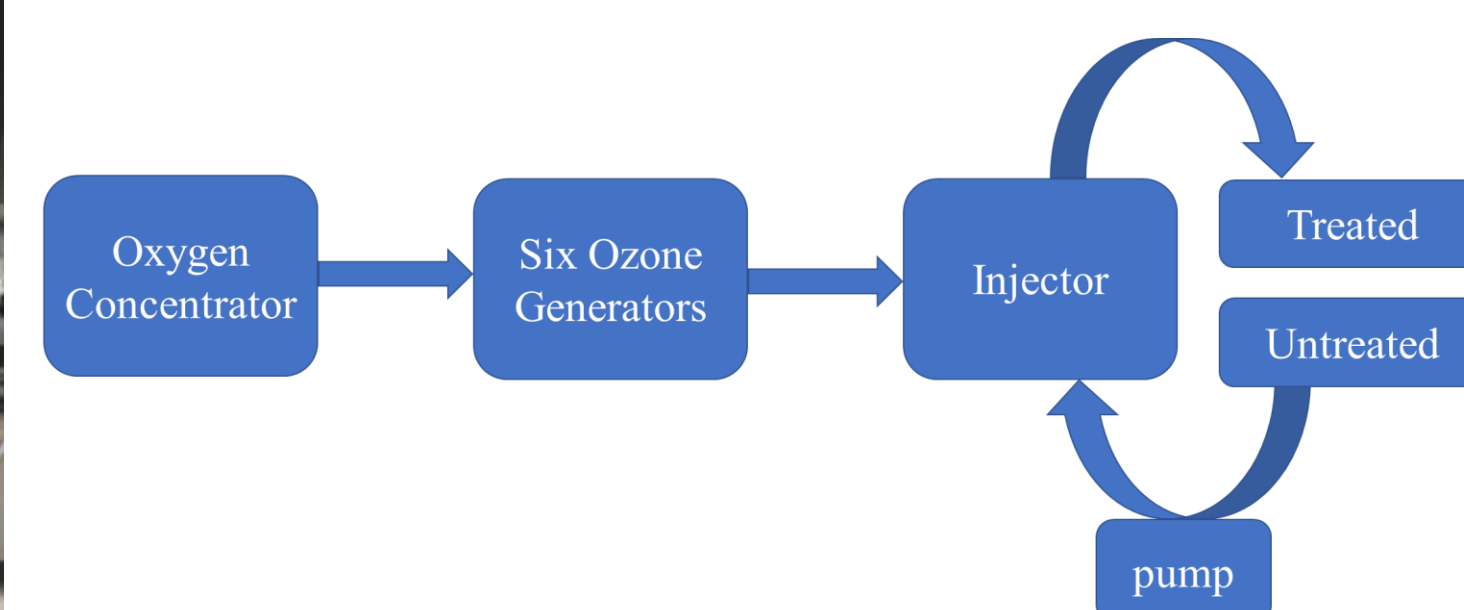 Oxygen
Concentrator
Six Ozone
Generators
Injector
Treated
Untreated
pump